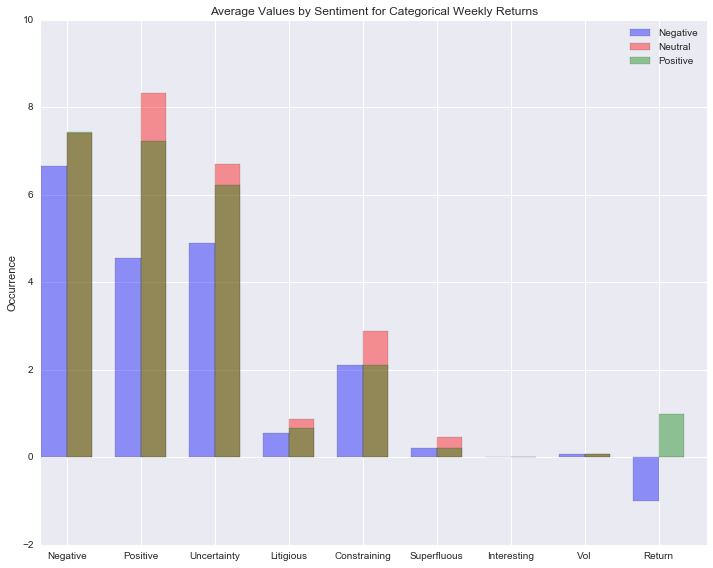 Average Values by Sentiment for Categorical Weekly Returns
Negative
Neutral
Positive
10
8
6
4
2
0
−2
Occurrence
Negative Positive Uncertainty Litigious Constraining Superfluous Interesting Vol Return